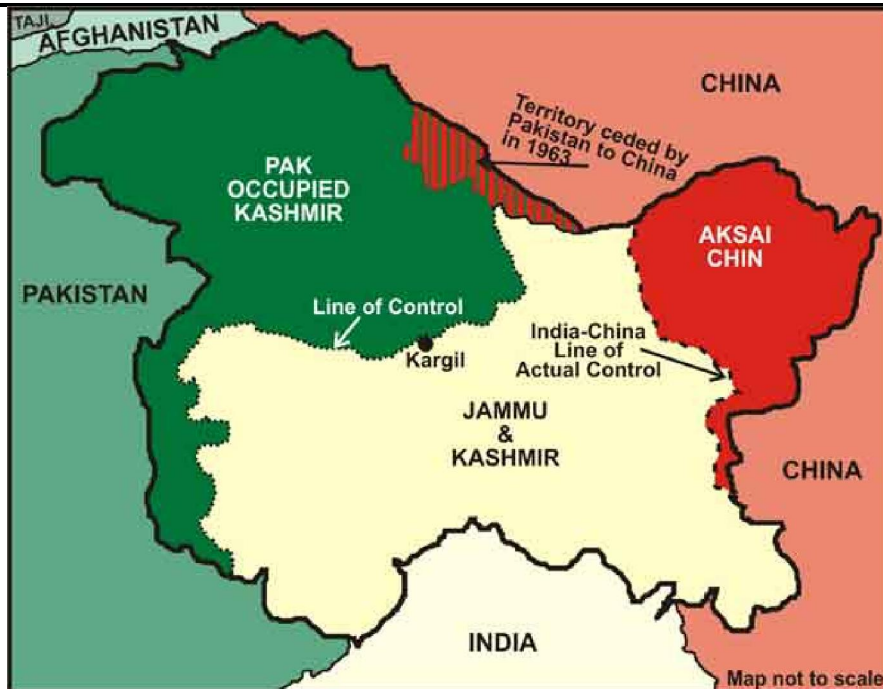 TAJI
AFGHANISTAN
CHINA
Territory ceded by
Pakistan to China
in 1963
PAK
OCCUPIED
KASHMIR
AKSAI
CHIN
PAKISTAN
Line of Control
India-China
Line of
Actual Control
Kargil
JAMMU
&
KASHMIR
CHINA
INDIA
Map not to scale